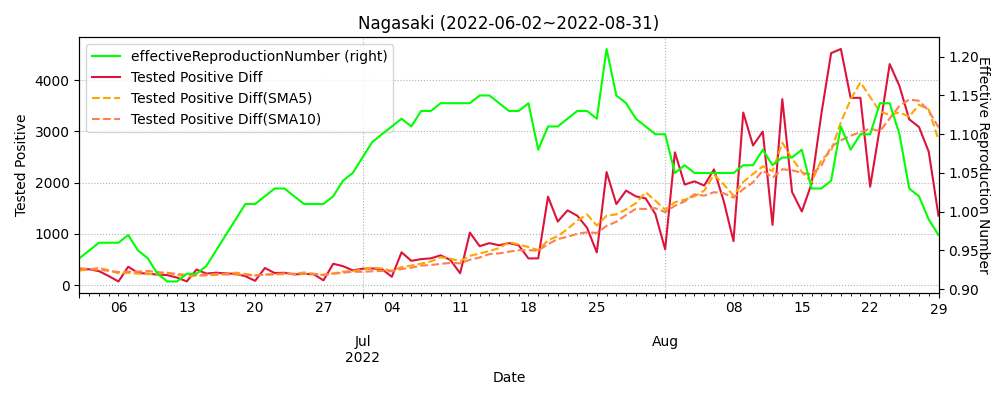 Nagasaki (2022-06-02~2022-08-31)
effectiveReproductionNumber (right)
Tested Positive Diff
Tested Positive Diff(SMA5)
Tested Positive Diff(SMA10)
Tested Positive
4000
3000
2000
1000
0
Effective Reproduction Number
1.20
1.15
1.10
1.05
1.00
0.95
0.90
06 13 20 27 04 11 18 25 08 15 22 29
Jul Aug
2022
Date